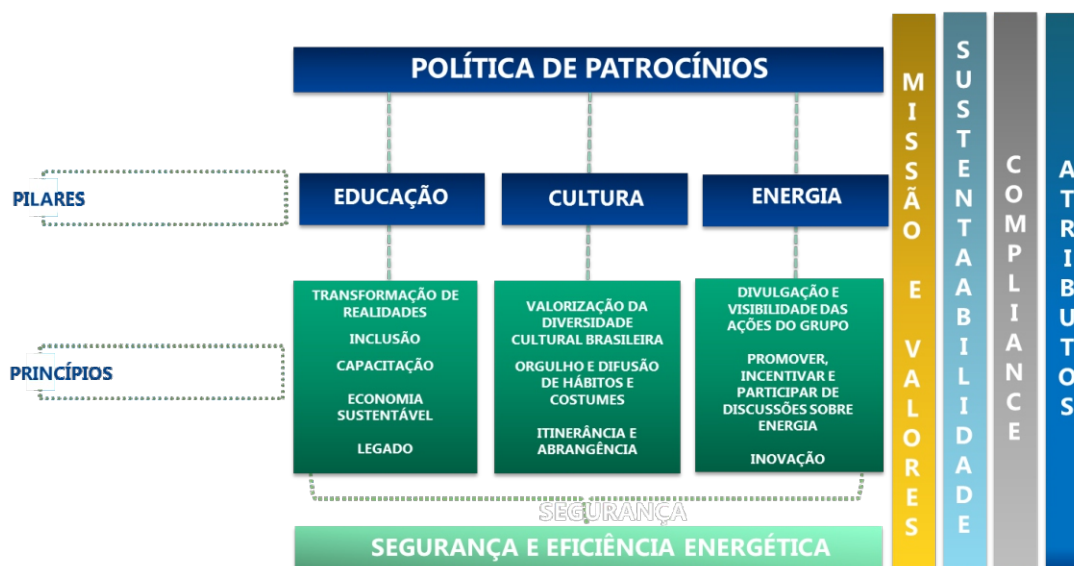 POLÍTICA DE PATROCÍNIOS
PILARES
EDUCAÇÃO
CULTURA
ENERGIA
PRINCÍPIOS
TRANSFORMAÇÃO DE
REALIDADES
INCLUSÃO
CAPACITAÇÃO
ECONOMIA
SUSTENTÁVEL
LEGADO
VALORIZAÇÃO DA
DIVERSIDADE
CULTURAL BRASILEIRA
ORGULHO E DIFUSÃO
DE HÁBITOS E
COSTUMES
ITINERÂNCIA E
ABRANGÊNCIA
DIVULGAÇÃO E
VISIBILIDADE DAS
AÇÕES DO GRUPO
PROMOVER,
INCENTIVAR E
PARTICIPAR DE
DISCUSSÕES SOBRE
ENERGIA
INOVAÇÃO
SEGURANÇA
SEGURANÇA E EFICIÊNCIA ENERGÉTICA
MISSÃO E VALORES
SUSTENTAABILIDADE
COMPLIANCE
ATRIBUTOS